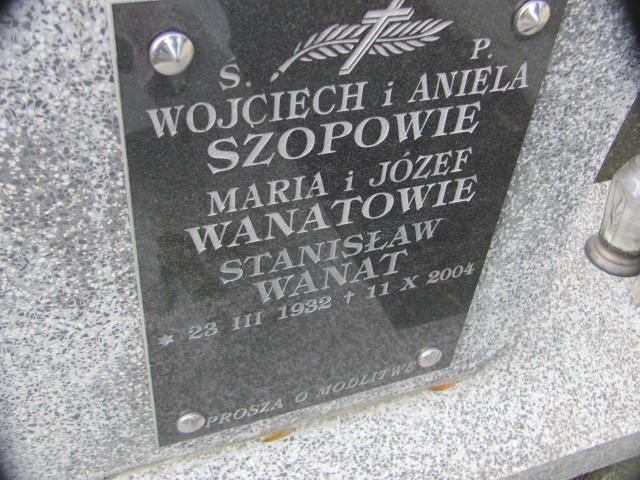 Ś. P.
WOJCIECH i ANIELA
SZOPOWIE
MARIA i JÓZEF
WANATOWIE
STANISŁAW
WANAT
* 23 III 1932 † 11 X 2004
PROSZĄ O MODLITWĘ